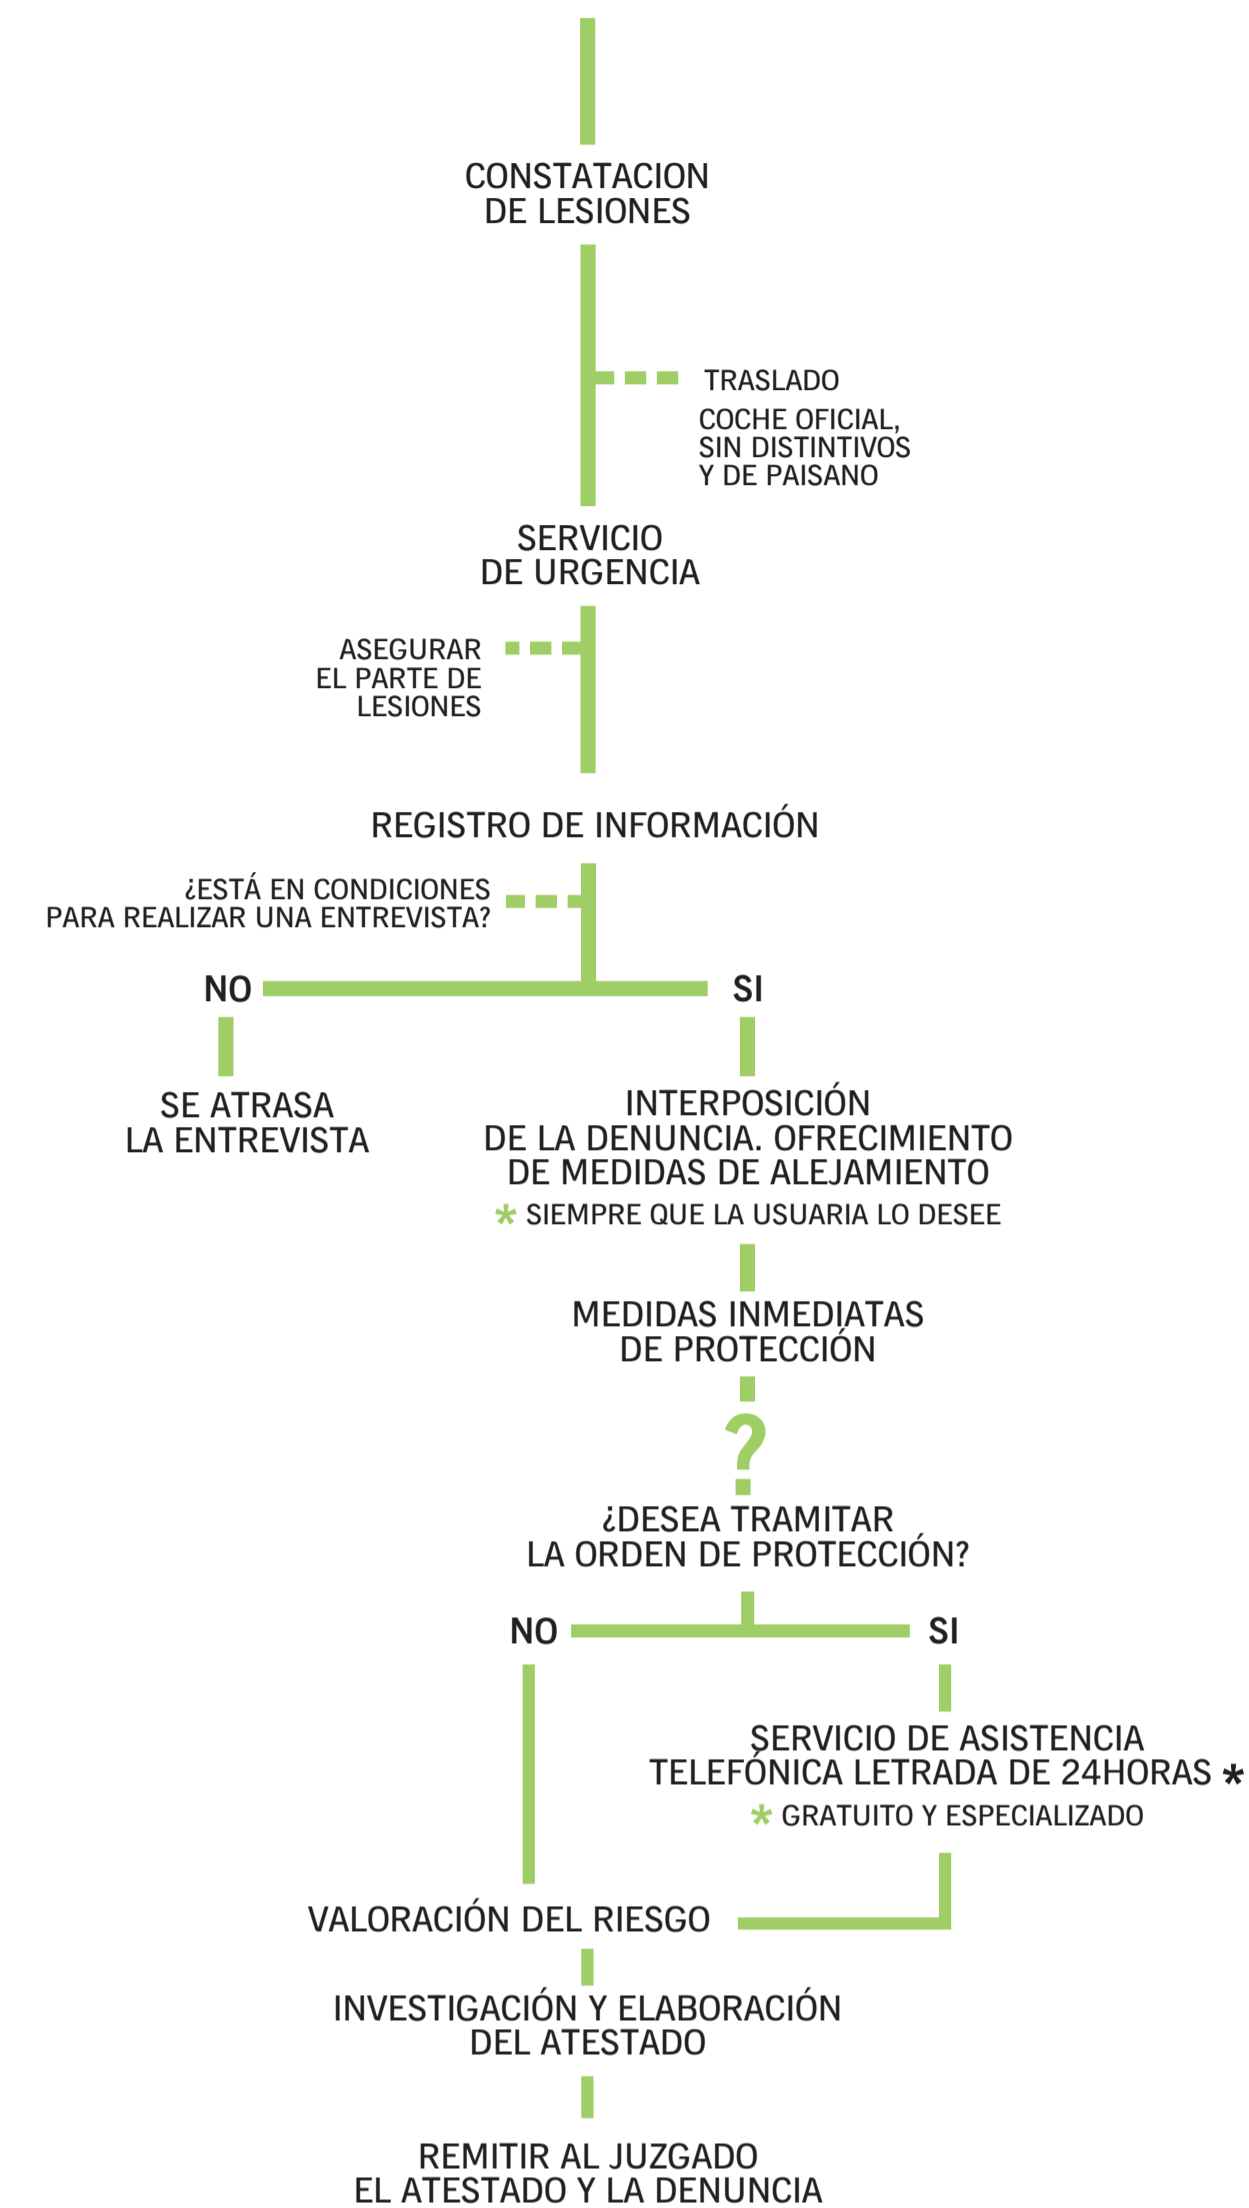 CONSTATACION
DE LESIONES
TRASLADO
COCHE OFICIAL,
SIN DISTINTIVOS
Y DE PAISANO
SERVICIO
DE URGENCIA
ASEGURAR
EL PARTE DE
LESIONES
REGISTRO DE INFORMACIÓN
¿ESTÁ EN CONDICIONES
PARA REALIZAR UNA ENTREVISTA?
NO
SI
SE ATRASA
LA ENTREVISTA
INTERPOSICIÓN
DE LA DENUNCIA. OFRECIMIENTO
DE MEDIDAS DE ALEJAMIENTO
* SIEMPRE QUE LA USUARIA LO DESEE
MEDIDAS INMEDIATAS
DE PROTECCIÓN
?
¿DESEA TRAMITAR
LA ORDEN DE PROTECCIÓN?
NO
SI
SERVICIO DE ASISTENCIA
TELEFÓNICA LETRADA DE 24HORAS *
* GRATUITO Y ESPECIALIZADO
VALORACIÓN DEL RIESGO
INVESTIGACIÓN Y ELABORACIÓN
DEL ATESTADO
REMITIR AL JUZGADO
EL ATESTADO Y LA DENUNCIA